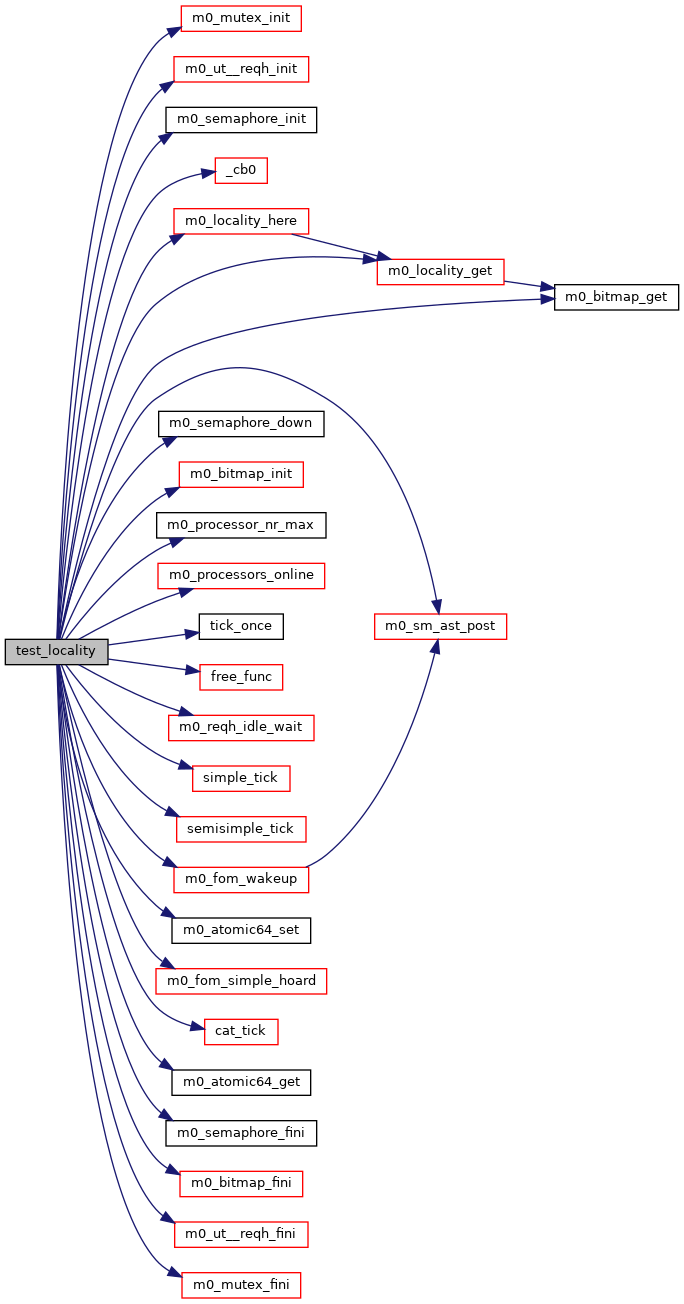 m0_mutex_init
m0_ut__reqh_init
m0_semaphore_init
_cb0
m0_locality_here
m0_locality_get
m0_bitmap_get
m0_semaphore_down
m0_bitmap_init
m0_processor_nr_max
m0_processors_online
tick_once
m0_sm_ast_post
test_locality
free_func
m0_reqh_idle_wait
simple_tick
semisimple_tick
m0_fom_wakeup
m0_atomic64_set
m0_fom_simple_hoard
cat_tick
m0_atomic64_get
m0_semaphore_fini
m0_bitmap_fini
m0_ut__reqh_fini
m0_mutex_fini